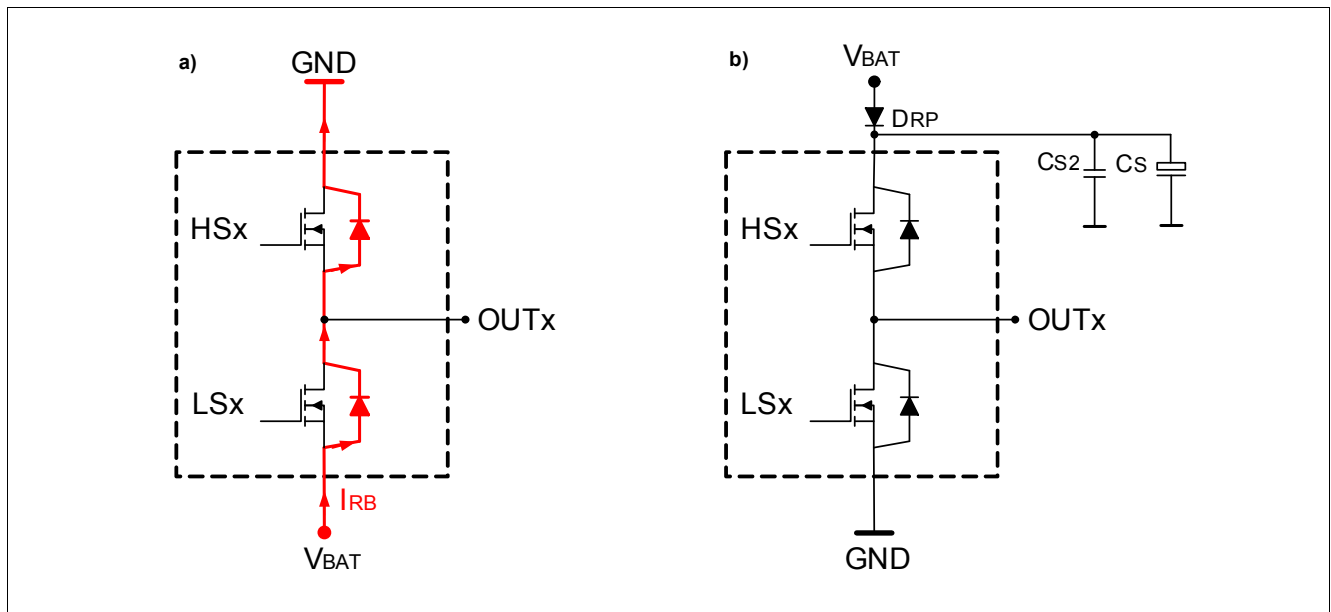 a)
GND
HSx
OUTx
LSx
IRB
VBAT
b)
VBAT
DRP
CS2
CS
HSx
OUTx
LSx
GND